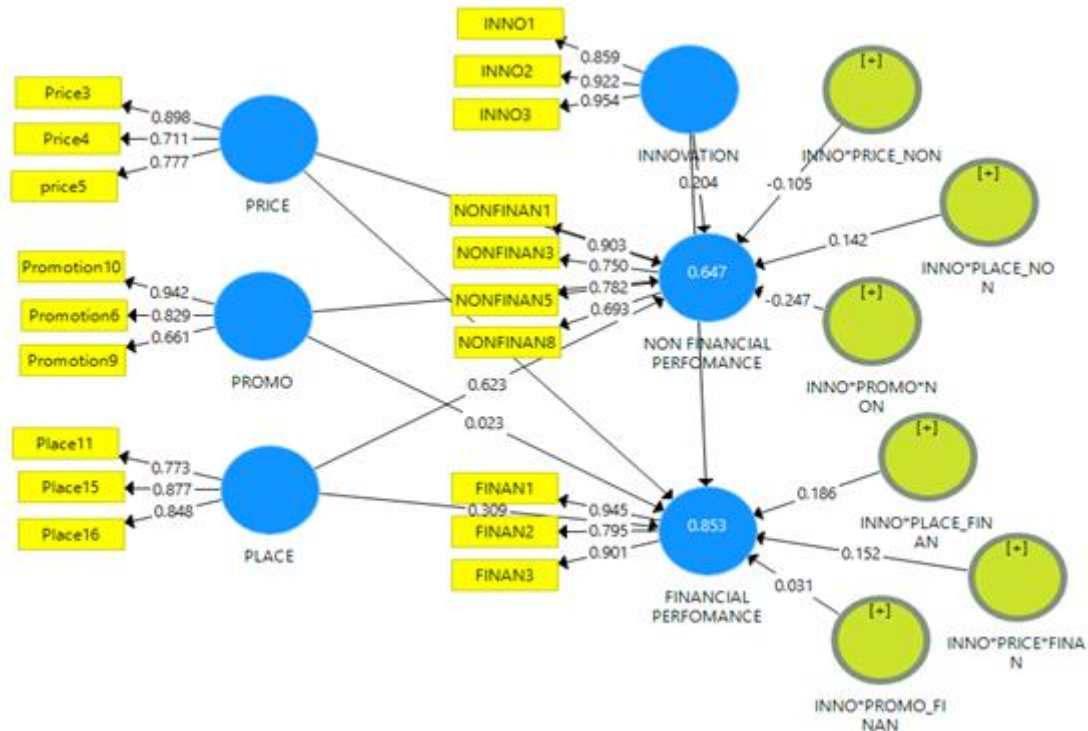 Price3
0.898
Price4
0.711
price5
0.777
PRICE
Promotion10
0.942
Promotion6
0.829
Promotion9
0.661
PROMO
Place11
0.773
Place15
0.877
Place16
0.848
PLACE
INNO1
0.859
INNO2
0.922
INNO3
0.954
INNOVATION
0.204
NONFINAN1
0.903
NONFINAN3
0.750
NONFINAN5
0.782
NONFINAN8
0.693
0.647
NON FINANCIAL
PERFOMANCE
0.623
0.023
0.309
FINAN1
0.945
FINAN2
0.795
FINAN3
0.901
0.853
FINANCIAL
PERFOMANCE
[+]
INNO*PRICE_NON
-0.105
[+]
INNO*PLACE_NO
N
0.142
[+]
INNO*PROMO*N
ON
-0.247
[+]
INNO*PLACE_FIN
AN
0.186
[+]
INNO*PRICE*FINA
N
0.152
[+]
INNO*PROMO_FI
NAN
0.031